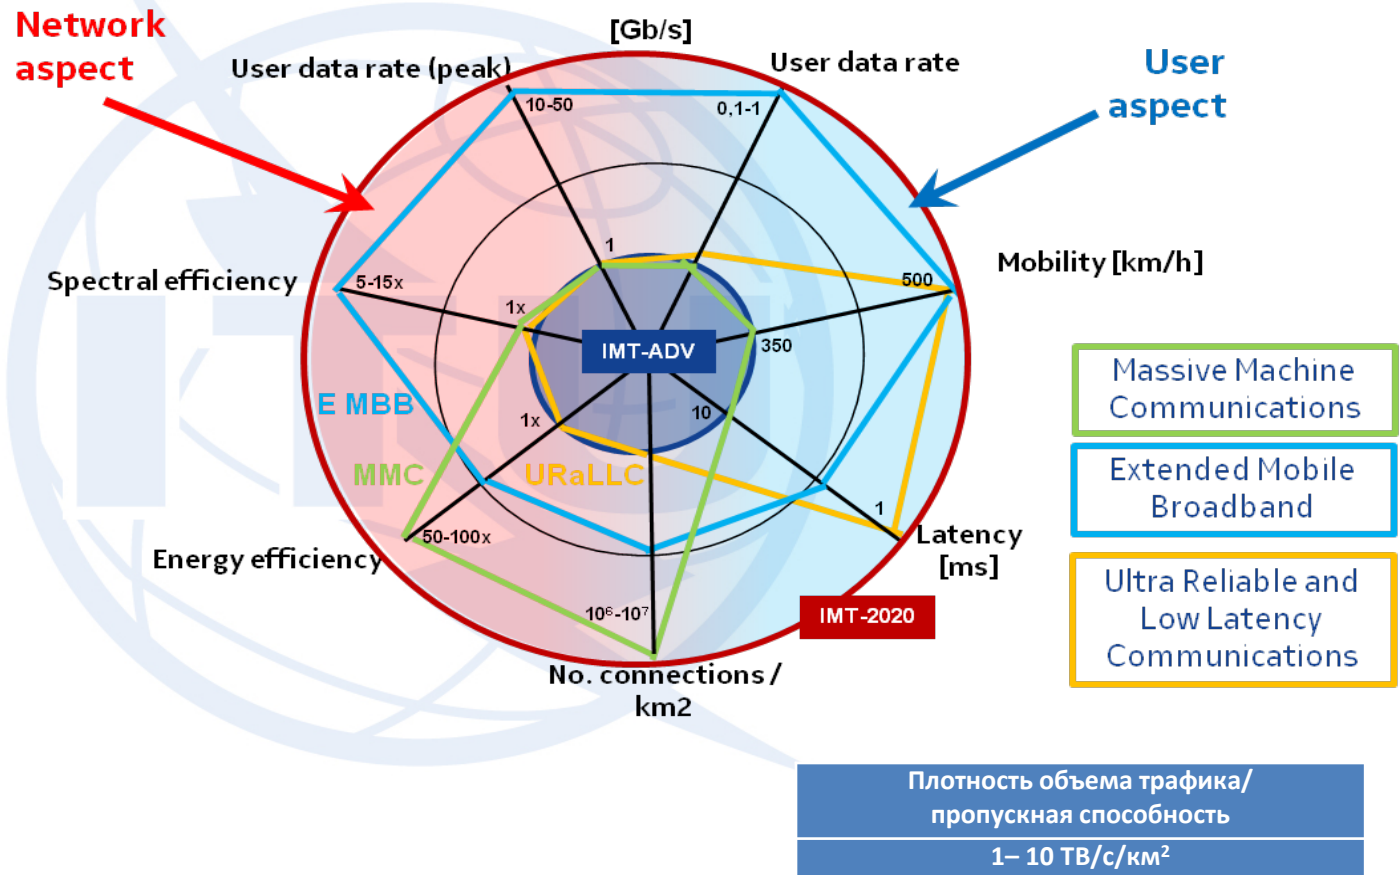 Network
aspect
[Gb/s]
User data rate (peak)
User data rate
User
aspect
10-50
0,1-1
1
Spectral efficiency
5-15x
1x
Mobility [km/h]
500
350
IMT-ADV
E MBB
1x
10
MMC
URaLLC
50-100x
Energy efficiency
1
Latency
[ms]
10⁶-10⁷
IMT-2020
No. connections /
km2
Massive Machine
Communications
Extended Mobile
Broadband
Ultra Reliable and
Low Latency
Communications
ITU
Плотность объема трафика/
пропускная способность
1– 10 ТВ/с/км²